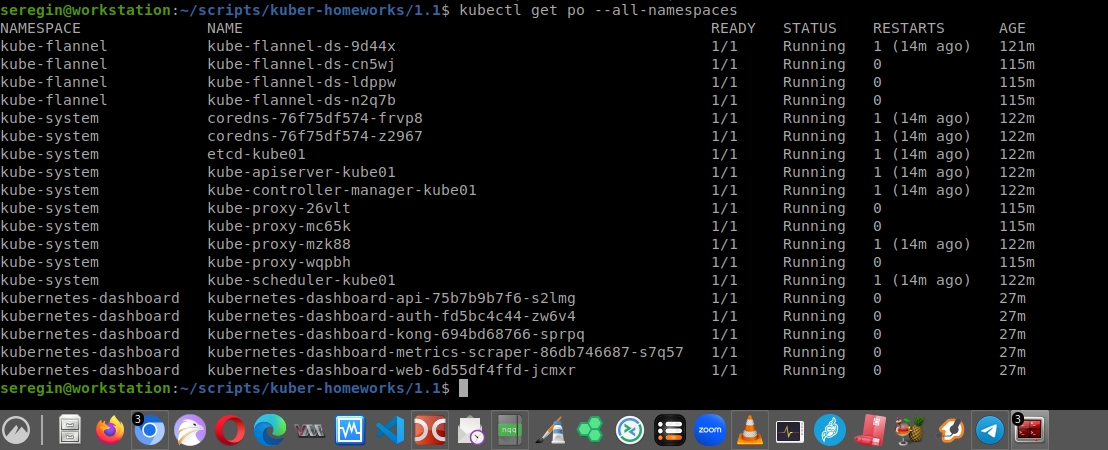 seregin@workstation:~/scripts/kuber-homeworks/1.1$ kubectl get po --all-namespaces
NAMESPACE NAME READY STATUS RESTARTS AGE
kube-flannel kube-flannel-ds-9d44x 1/1 Running 1 (14m ago) 121m
kube-flannel kube-flannel-ds-cn5wj 1/1 Running 0 115m
kube-flannel kube-flannel-ds-ldppw 1/1 Running 0 115m
kube-flannel kube-flannel-ds-n2q7b 1/1 Running 0 115m
kube-system coredns-76f75df574-frvp8 1/1 Running 1 (14m ago) 122m
kube-system coredns-76f75df574-z2967 1/1 Running 1 (14m ago) 122m
kube-system etcd-kube01 1/1 Running 1 (14m ago) 122m
kube-system kube-apiserver-kube01 1/1 Running 1 (14m ago) 122m
kube-system kube-controller-manager-kube01 1/1 Running 1 (14m ago) 122m
kube-system kube-proxy-26vlt 1/1 Running 0 115m
kube-system kube-proxy-mc65k 1/1 Running 0 115m
kube-system kube-proxy-mzk88 1/1 Running 1 (14m ago) 122m
kube-system kube-proxy-wqpbh 1/1 Running 0 115m
kube-system kube-scheduler-kube01 1/1 Running 1 (14m ago) 122m
kubernetes-dashboard kubernetes-dashboard-api-75b7b9b7f6-s2lmg 1/1 Running 0 27m
kubernetes-dashboard kubernetes-dashboard-auth-fd5bc4c44-zw6v4 1/1 Running 0 27m
kubernetes-dashboard kubernetes-dashboard-kong-694bd68766-sprpq 1/1 Running 0 27m
kubernetes-dashboard kubernetes-dashboard-metrics-scraper-86db746687-s7q57 1/1 Running 0 27m
kubernetes-dashboard kubernetes-dashboard-web-6d55df4ffd-jcmxr 1/1 Running 0 27m
seregin@workstation:~/scripts/kuber-homeworks/1.1$
3 nqq zoom 3